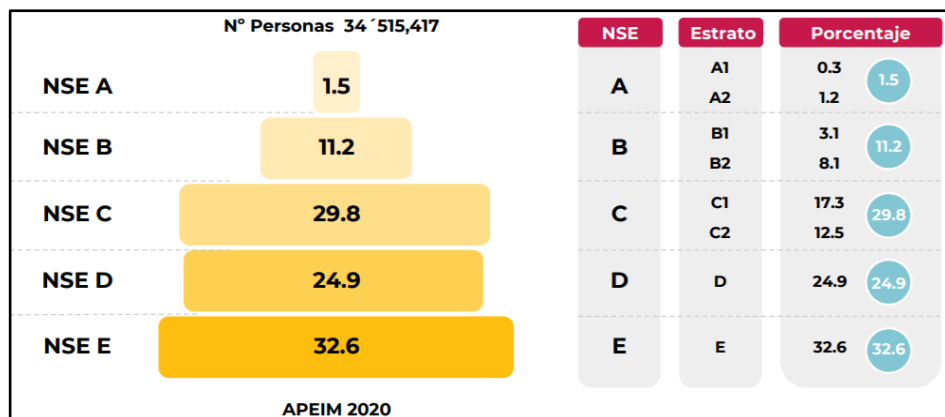 Nº Personas 34´515,417
NSE A 1.5
NSE B 11.2
NSE C 29.8
NSE D 24.9
NSE E 32.6
APEIM 2020
NSE Estrato Porcentaje
A A1 0.3 1.5
A2 1.2
B B1 3.1 11.2
B2 8.1
C C1 17.3 29.8
C2 12.5
D D 24.9 24.9
E E 32.6 32.6